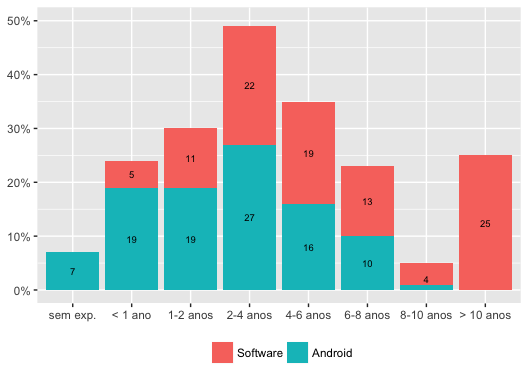 50%
22
40%
19
30%
11
13
5
20%
27
25
19
19
16
10%
10
7
4
0%
sem exp.
< 1 ano
1-2 anos
2-4 anos
4-6 anos
6-8 anos
8-10 anos
> 10 anos
Software
Android